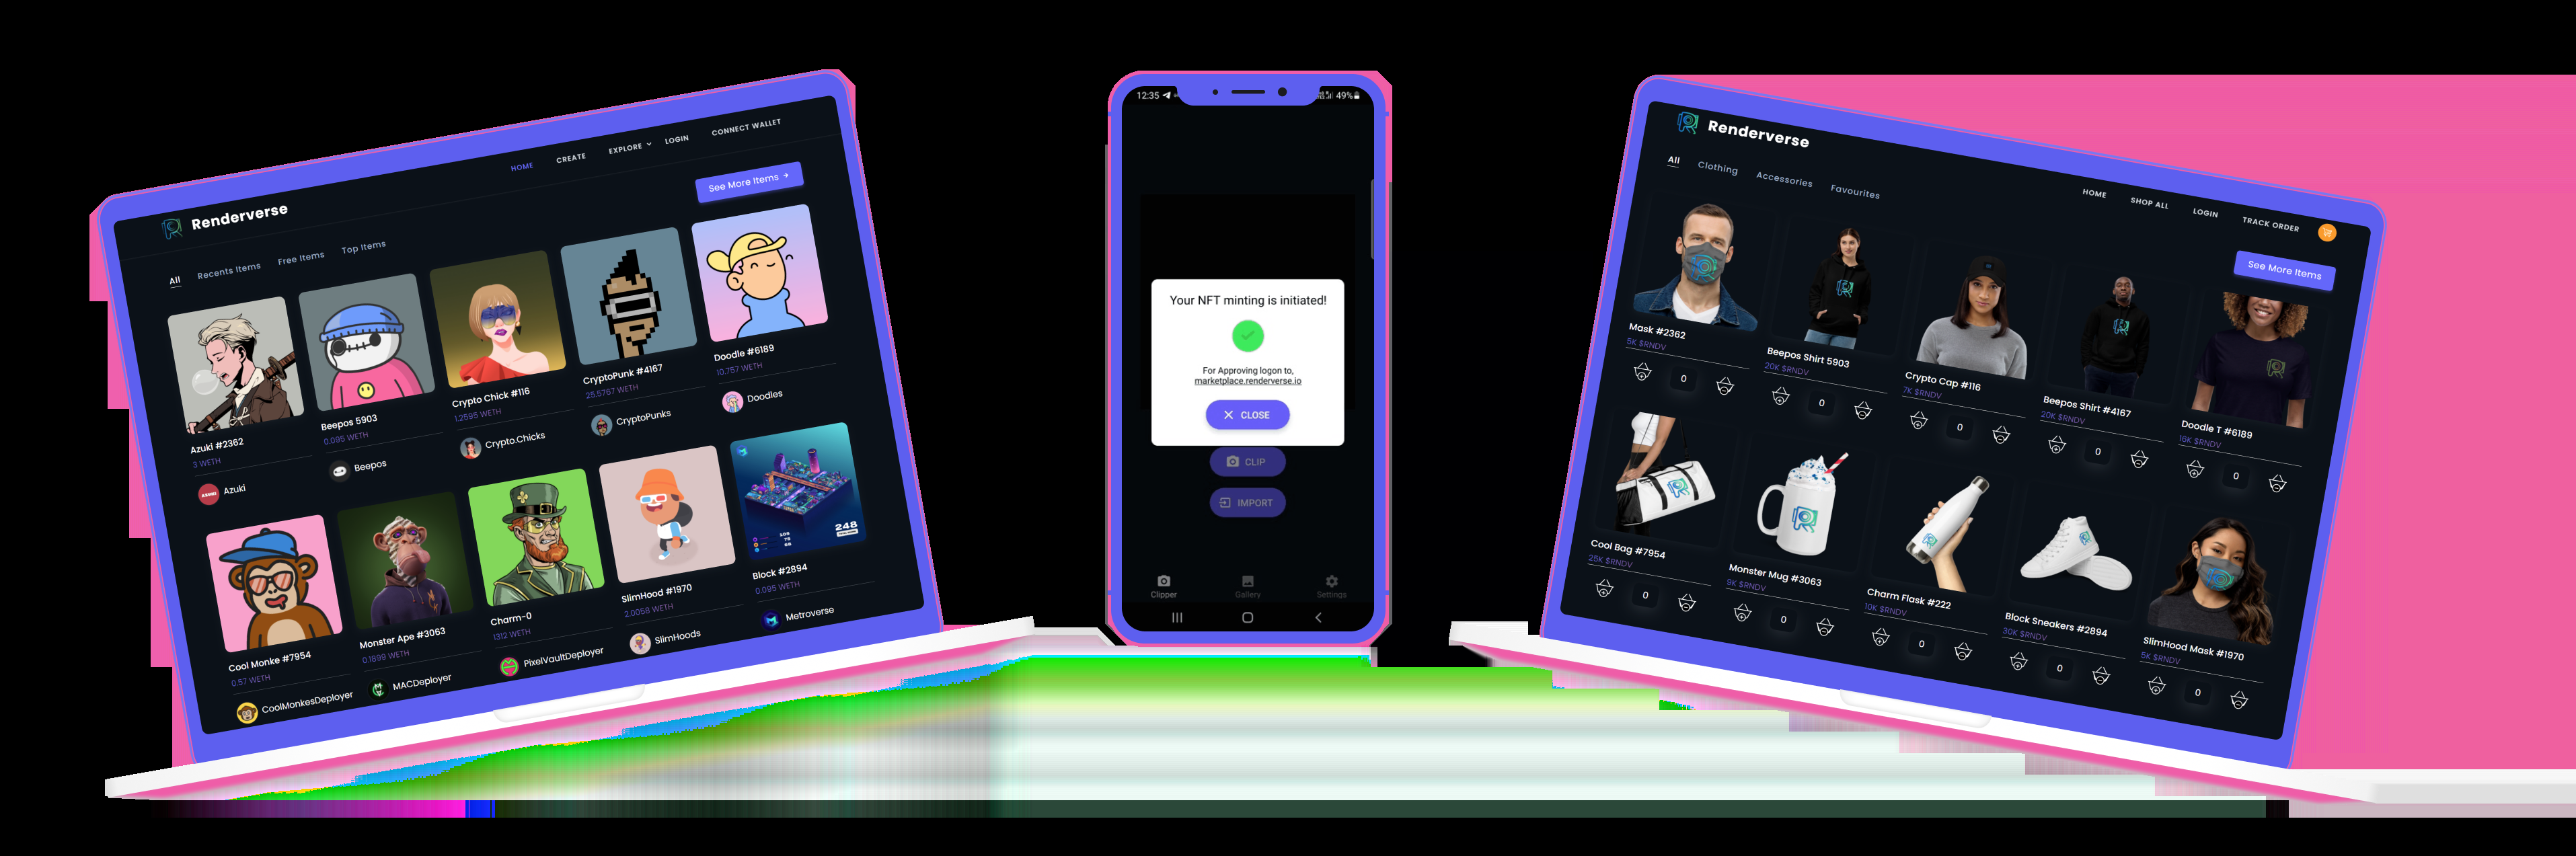 HOME CREATE EXPLORE LOGIN CONNECT WALLET
Renderverse
See More Items →
All Recents Items Free Items Top Items
Azuki #2362
3 WETH
Azuki
Beepos 5903
0.095 WETH
Beepos
Crypto Chick #116
1.2595 WETH
Crypto.Chicks
CryptoPunk #4167
25.5767 WETH
CryptoPunks
Doodle #6189
10.757 WETH
Doodles
Cool Monke #7954
0.57 WETH
CoolMonkesDeployer
Monster Ape #3063
0.1899 WETH
MACDeployer
Charm-0
1312 WETH
PixelVaultDeployer
SlimHood #1970
2.0058 WETH
SlimHoods
248
Block #2894
0.095 WETH
Metroverse
12:35
49%
Your NFT minting is initiated!
For Approving logon to,
marketplace.renderverse.io
CLOSE
CLIP
IMPORT
Clipper Gallery Settings
Renderverse
All Clothing Accessories Favourites
HOME SHOP ALL LOGIN TRACK ORDER
See More Items
Mask #2362
5K $RNDV
0
Beepos Shirt 5903
20K $RNDV
0
Crypto Cap #116
7K $RNDV
0
Beepos Shirt #4167
20K $RNDV
0
Doodle T #6189
16K $RNDV
0
Cool Bag #7954
25K $RNDV
0
Monster Mug #3063
9K $RNDV
0
Charm Flask #222
10K $RNDV
0
Block Sneakers #2894
30K $RNDV
0
SlimHood Mask #1970
5K $RNDV
0